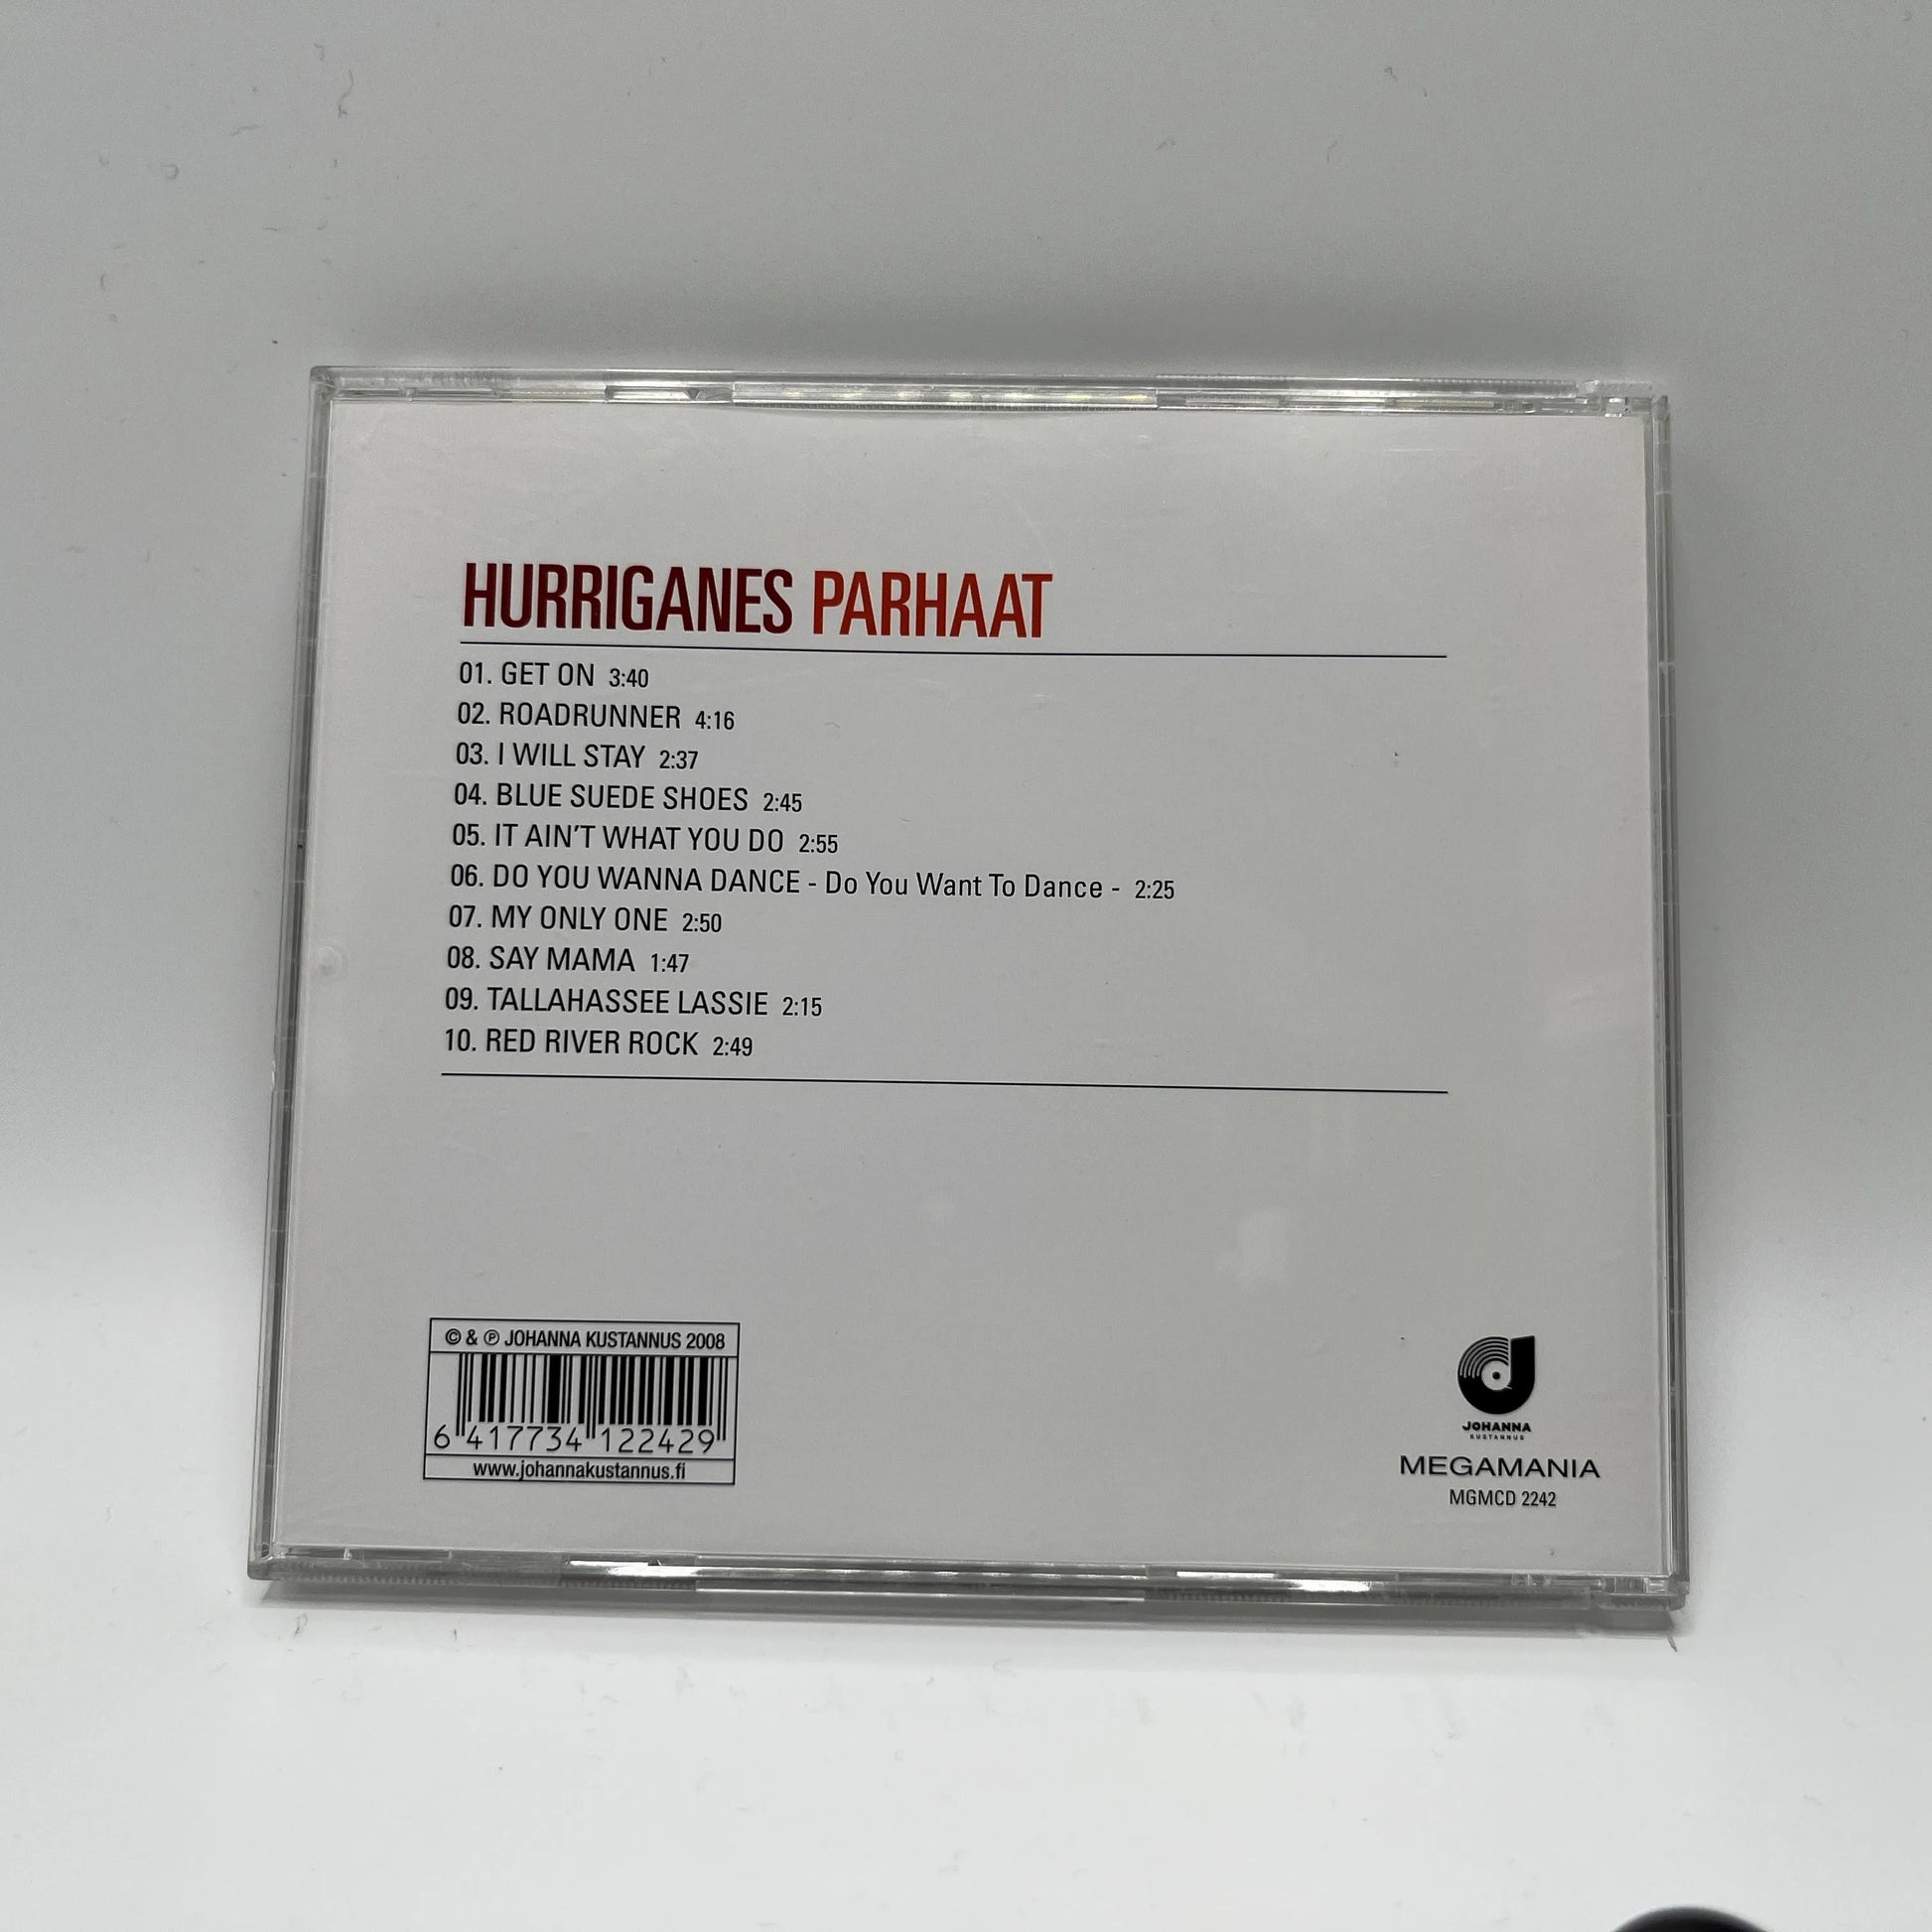 HURRIGANES PARHAAT
01. GET ON 3:40
02. ROADRUNNER 4:16
03. I WILL STAY 2:37
04. BLUE SUEDE SHOES 2:45
05. IT AIN'T WHAT YOU DO 2:55
06. DO YOU WANNA DANCE - Do You Want To Dance - 2:25
07. MY ONLY ONE 2:50
08. SAY MAMA 1:47
09. TALLAHASSEE LASSIE 2:15
10. RED RIVER ROCK 2:49
© & ℗ JOHANNA KUSTANNUS 2008
6 417734 122429
www.johannakustannus.fi
JOHANNA
KUSTANNUS
MEGAMANIA
MGMCD 2242